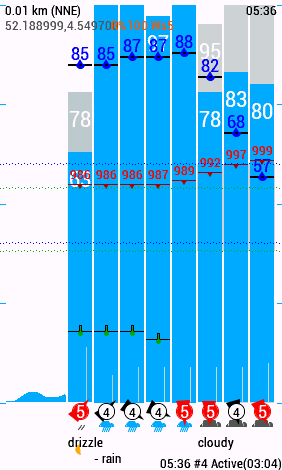 0.01 km (NNE) 05:36
52.188999,4.549700
85 85 87 87 88 95 82
78 83 80
78 68
986 986 986 987 989 992 997 999
57
5 4 4 4 5 5 4 5
drizzle cloudy
- rain
05:36 #4 Active(03:04)